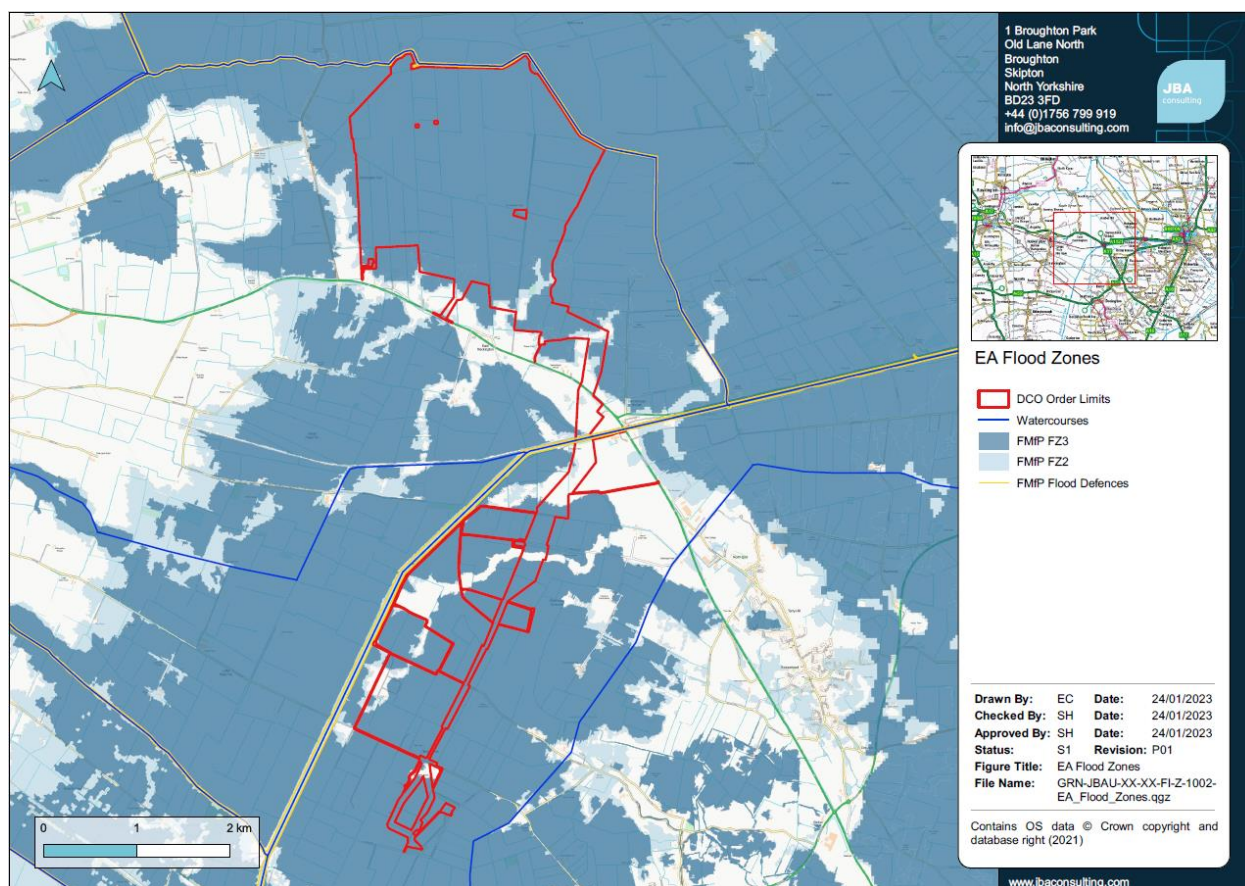 N
1 Broughton Park
Old Lane North
Broughton
Skipton
North Yorkshire
BD23 3FD
+44 (0)1756 799 919
info@jbaconsulting.com
JBA
consulting
EA Flood Zones
DCO Order Limits
Watercourses
FMfP FZ3
FMfP FZ2
FMfP Flood Defences
Drawn By: EC Date: 24/01/2023
Checked By: SH Date: 24/01/2023
Approved By: SH Date: 24/01/2023
Status: S1 Revision: P01
Figure Title: EA Flood Zones
File Name: GRN-JBAU-XX-XX-FI-Z-1002-
EA_Flood_Zones.qgz
Contains OS data © Crown copyright and
database right (2021)
www.jbaconsulting.com
0 1 2 km